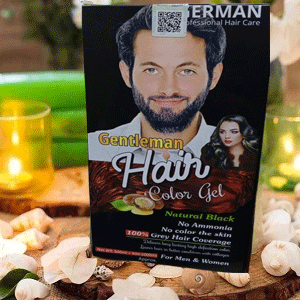 GERMAN
Professional Hair Care
Gentleman
Hair
Color Gel
Natural Black
No Ammonia
No color the skin
100% Grey Hair Coverage
For Men & Women